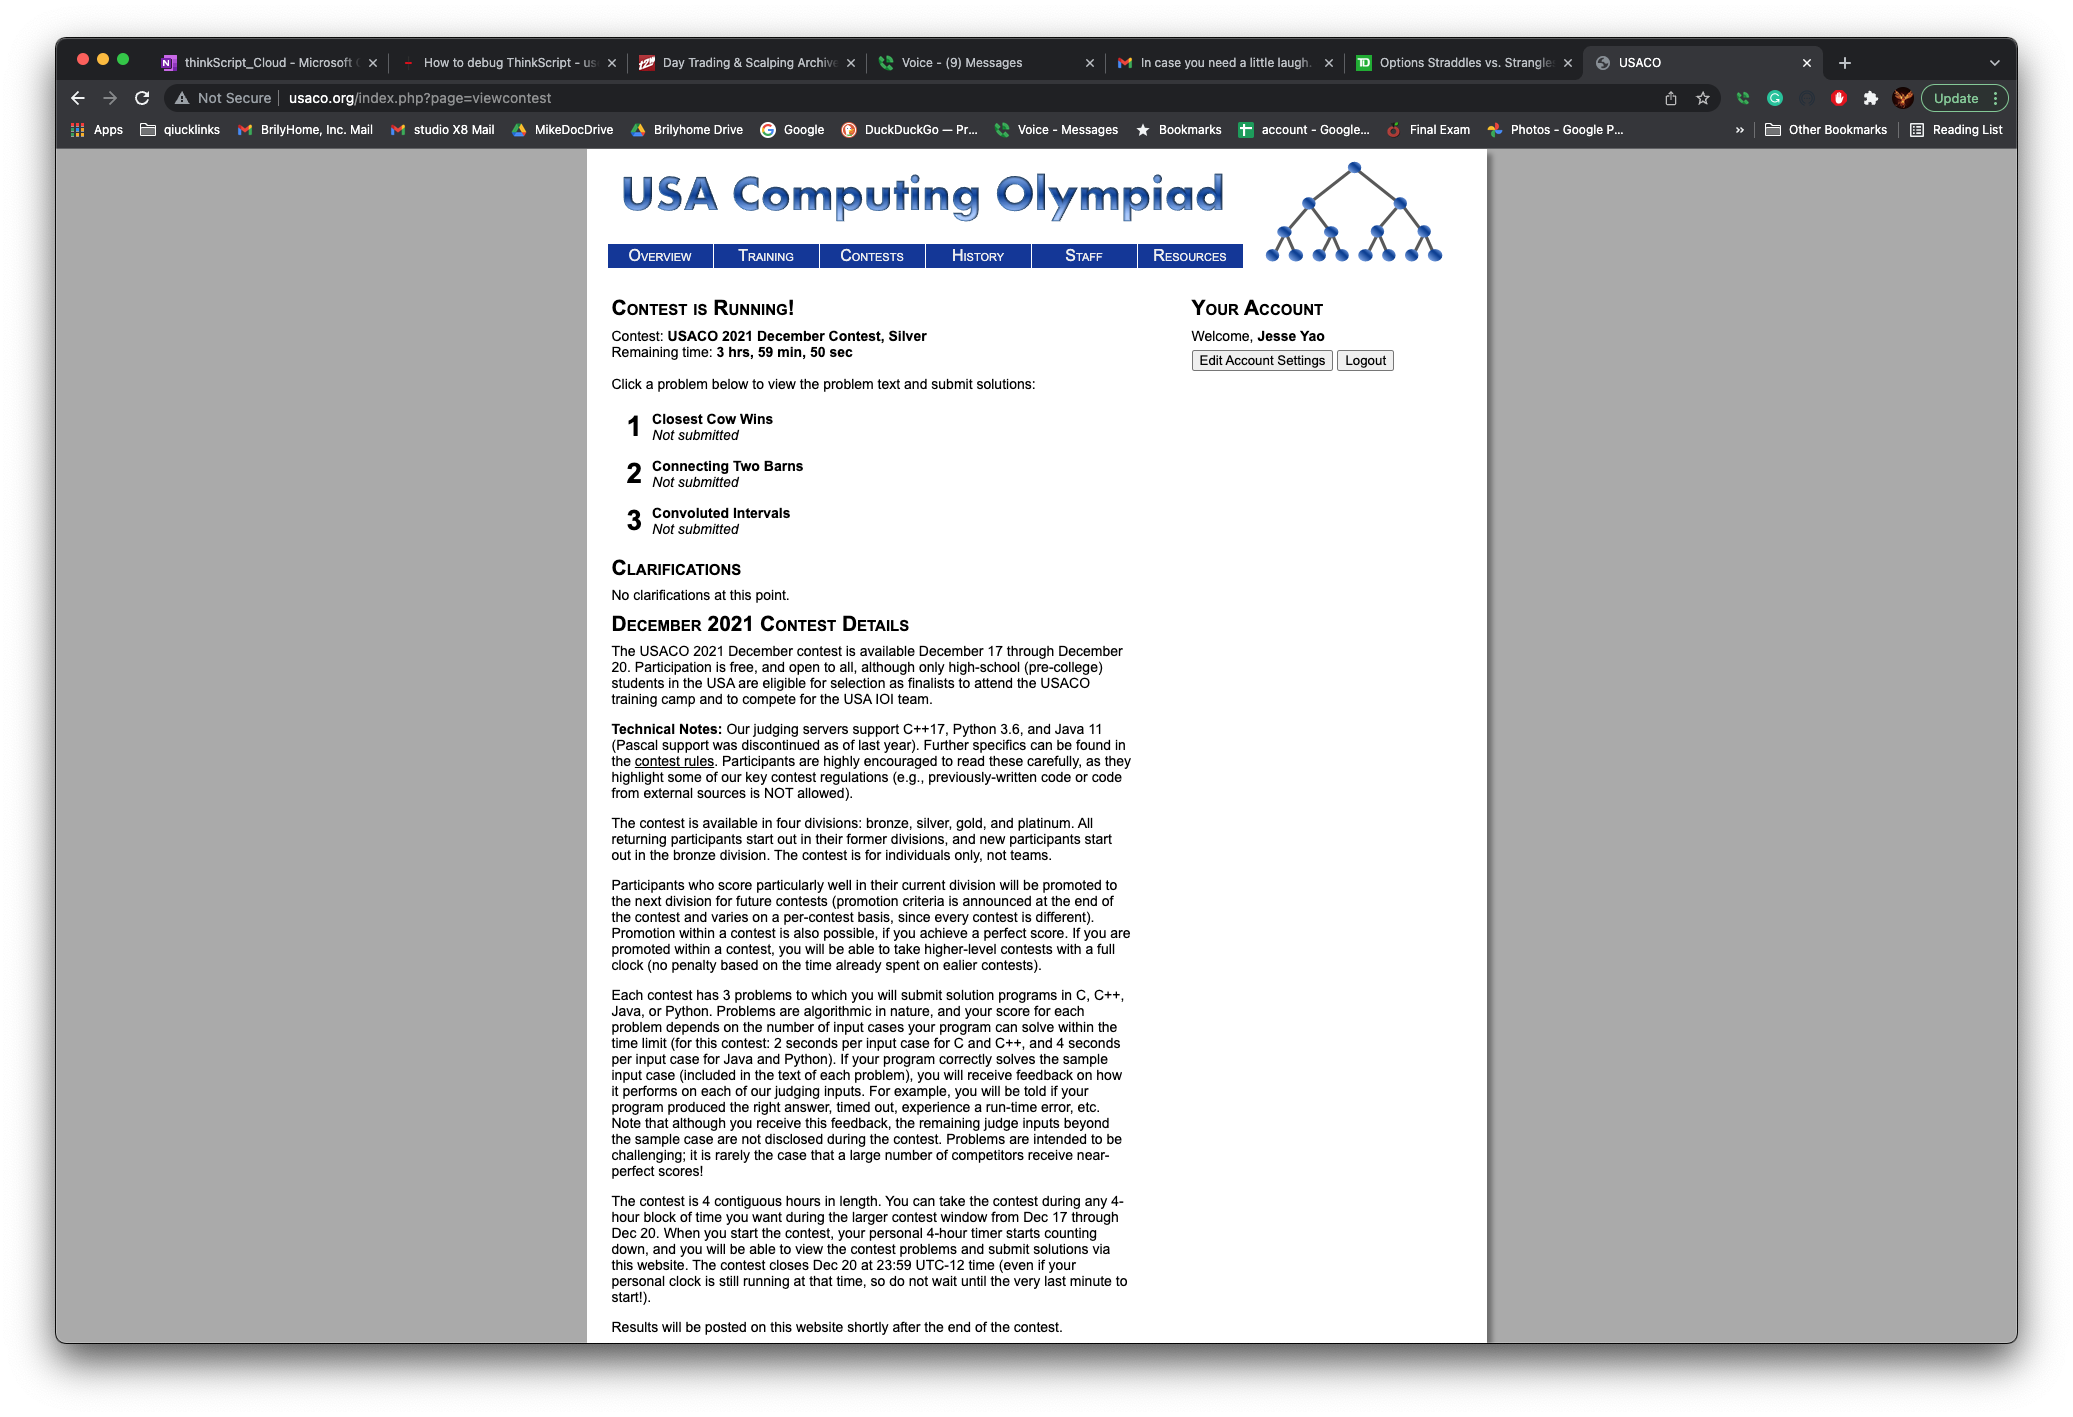 thinkScript_Cloud - Microsoft
How to debug ThinkScript - us
Day Trading & Scalping Archive
Voice - (9) Messages
In case you need a little laugh.
Options Straddles vs. Strangles
USACO
Not Secure
usaco.org/index.php?page=viewcontest
Update
Apps
qiucklinks
BrilyHome, Inc. Mail
studio X8 Mail
MikeDocDrive
Brilyhome Drive
Google
DuckDuckGo — Pr...
Voice - Messages
Bookmarks
account - Google...
Final Exam
Photos - Google P...
»
Other Bookmarks
Reading List
USA Computing Olympiad
Overview
Training
Contests
History
Staff
Resources
Contest is Running!
Contest: USACO 2021 December Contest, Silver
Remaining time: 3 hrs, 59 min, 50 sec
Click a problem below to view the problem text and submit solutions:
1 Closest Cow Wins
Not submitted
2 Connecting Two Barns
Not submitted
3 Convoluted Intervals
Not submitted
Clarifications
No clarifications at this point.
December 2021 Contest Details
The USACO 2021 December contest is available December 17 through December
20. Participation is free, and open to all, although only high-school (pre-college)
students in the USA are eligible for selection as finalists to attend the USACO
training camp and to compete for the USA IOI team.
Technical Notes: Our judging servers support C++17, Python 3.6, and Java 11
(Pascal support was discontinued as of last year). Further specifics can be found in
the contest rules. Participants are highly encouraged to read these carefully, as they
highlight some of our key contest regulations (e.g., previously-written code or code
from external sources is NOT allowed).
The contest is available in four divisions: bronze, silver, gold, and platinum. All
returning participants start out in their former divisions, and new participants start
out in the bronze division. The contest is for individuals only, not teams.
Participants who score particularly well in their current division will be promoted to
the next division for future contests (promotion criteria is announced at the end of
the contest and varies on a per-contest basis, since every contest is different).
Promotion within a contest is also possible, if you achieve a perfect score. If you are
promoted within a contest, you will be able to take higher-level contests with a full
clock (no penalty based on the time already spent on ealier contests).
Each contest has 3 problems to which you will submit solution programs in C, C++,
Java, or Python. Problems are algorithmic in nature, and your score for each
problem depends on the number of input cases your program can solve within the
time limit (for this contest: 2 seconds per input case for C and C++, and 4 seconds
per input case for Java and Python). If your program correctly solves the sample
input case (included in the text of each problem), you will receive feedback on how
it performs on each of our judging inputs. For example, you will be told if your
program produced the right answer, timed out, experience a run-time error, etc.
Note that although you receive this feedback, the remaining judge inputs beyond
the sample case are not disclosed during the contest. Problems are intended to be
challenging; it is rarely the case that a large number of competitors receive near-
perfect scores!
The contest is 4 contiguous hours in length. You can take the contest during any 4-
hour block of time you want during the larger contest window from Dec 17 through
Dec 20. When you start the contest, your personal 4-hour timer starts counting
down, and you will be able to view the contest problems and submit solutions via
this website. The contest closes Dec 20 at 23:59 UTC-12 time (even if your
personal clock is still running at that time, so do not wait until the very last minute to
start!).
Results will be posted on this website shortly after the end of the contest.
Your Account
Welcome, Jesse Yao
Edit Account Settings
Logout